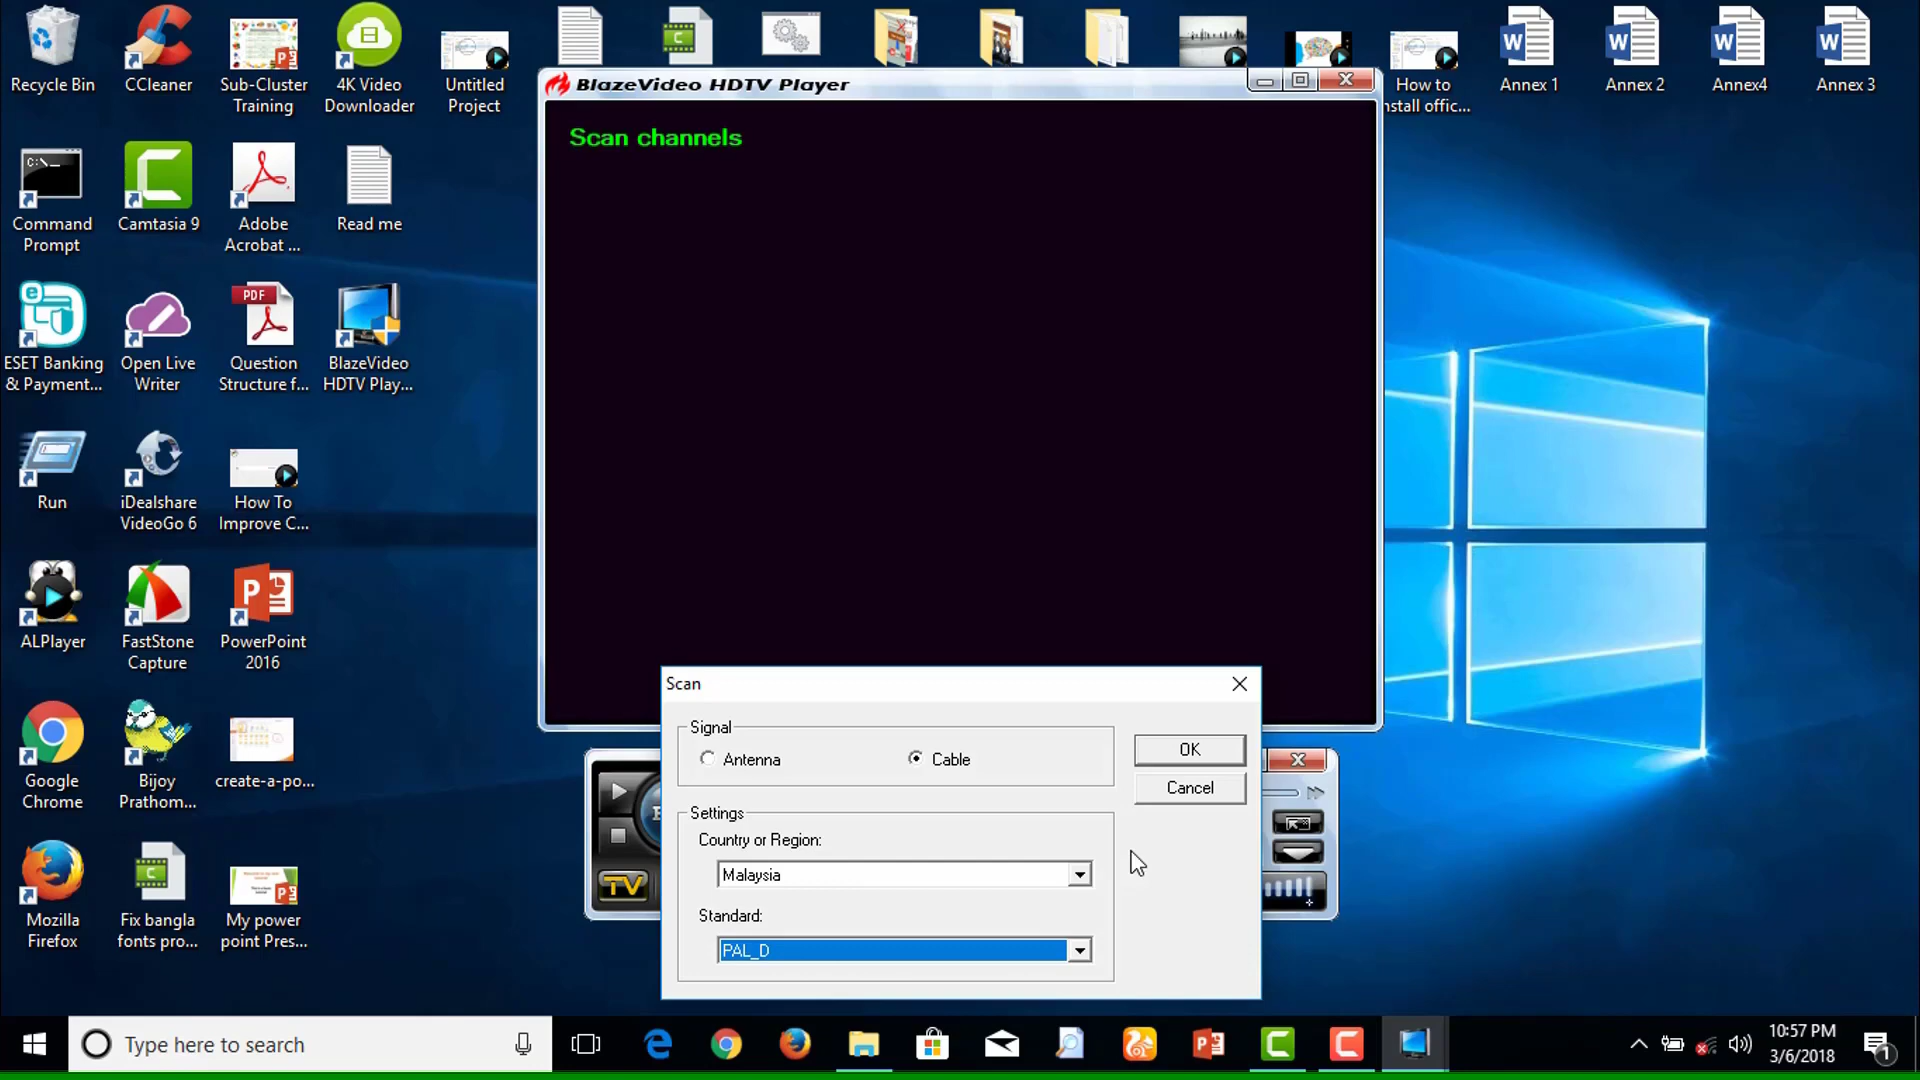 Recycle Bin
CCleaner
Sub-Cluster
Training
4K Video
Downloader
Untitled
Project
How to
nstall offic...
Annex 1
Annex 2
Annex4
Annex 3
BlazeVideo HDTV Player
Scan channels
Command
Prompt
Camtasia 9
Adobe
Acrobat ...
Read me
PDF
ESET Banking
& Payment...
Open Live
Writer
Question
Structure f...
BlazeVideo
HDTV Play...
Run
iDealshare
VideoGo 6
How To
Improve C...
ALPlayer
FastStone
Capture
PowerPoint
2016
Google
Chrome
Bijoy
Prathom...
create-a-po...
Mozilla
Firefox
Fix bangla
fonts pro...
My power
point Pres...
Scan
Signal
Antenna
Cable
OK
Cancel
Settings
Country or Region:
Malaysia
Standard:
PAL_D
TV
Type here to search
10:57 PM
3/6/2018
1